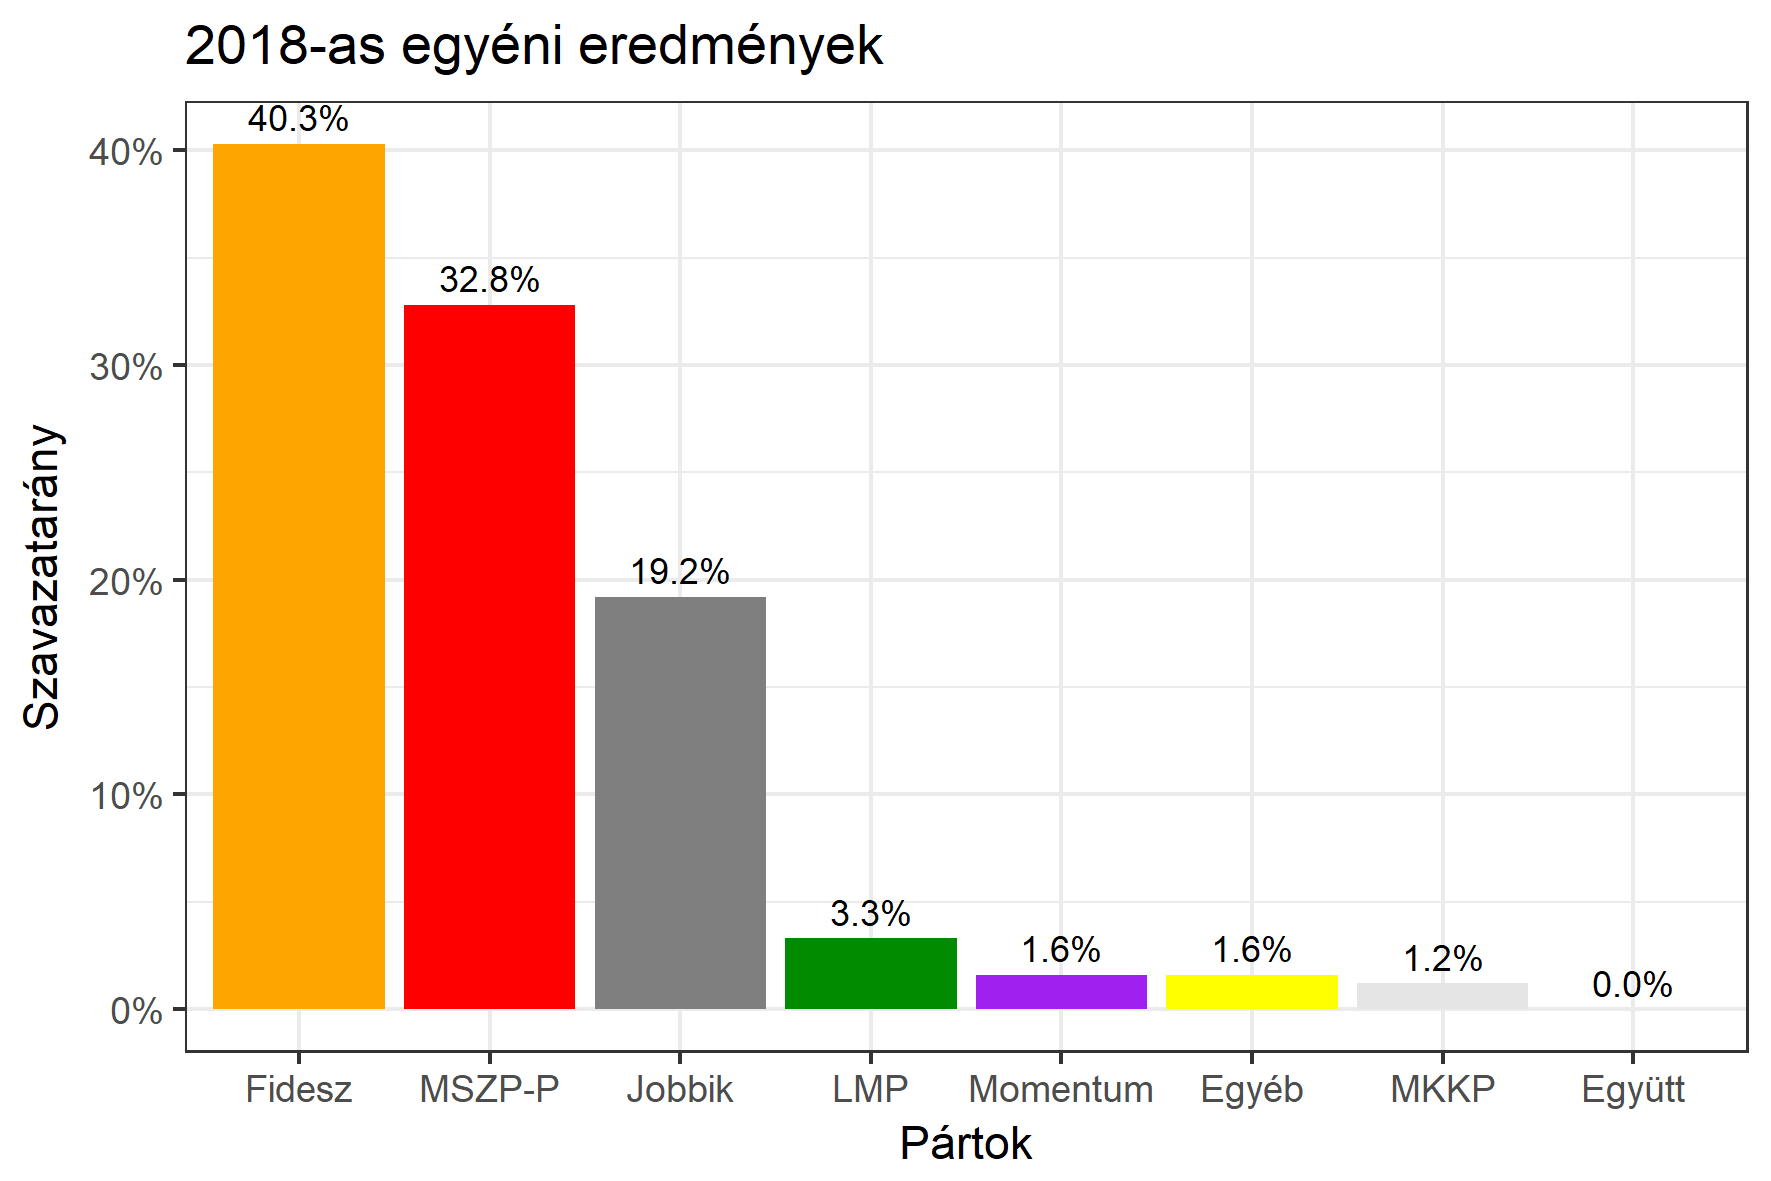 2018-as egyéni eredmények
Szavazatarány
40%
30%
20%
10%
0%
40.3%
32.8%
19.2%
3.3%
1.6%
1.6%
1.2%
0.0%
Fidesz
MSZP-P
Jobbik
LMP
Momentum
Egyéb
MKKP
Együtt
Pártok